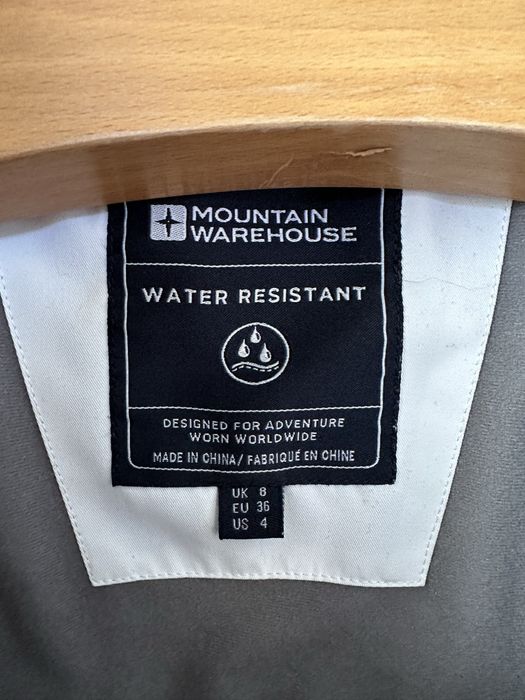 MOUNTAIN
WAREHOUSE
WATER RESISTANT
DESIGNED FOR ADVENTURE
WORN WORLDWIDE
MADE IN CHINA/ FABRIQUÉ EN CHINE
UK 8
EU 36
US 4